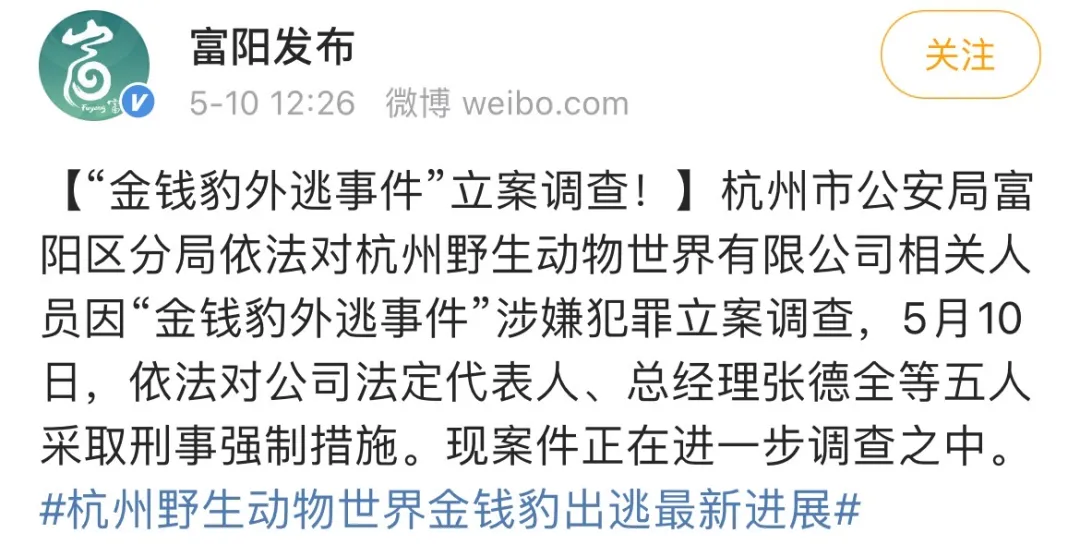 富阳发布
关注
5-10 12:26 微博 weibo.com
【“金钱豹外逃事件”立案调查！】杭州市公安局富
阳区分局依法对杭州野生动物世界有限公司相关人
员因“金钱豹外逃事件”涉嫌犯罪立案调查，5月10
日，依法对公司法定代表人、总经理张德全等五人
采取刑事强制措施。现案件正在进一步调查之中。
#杭州野生动物世界金钱豹出逃最新进展#